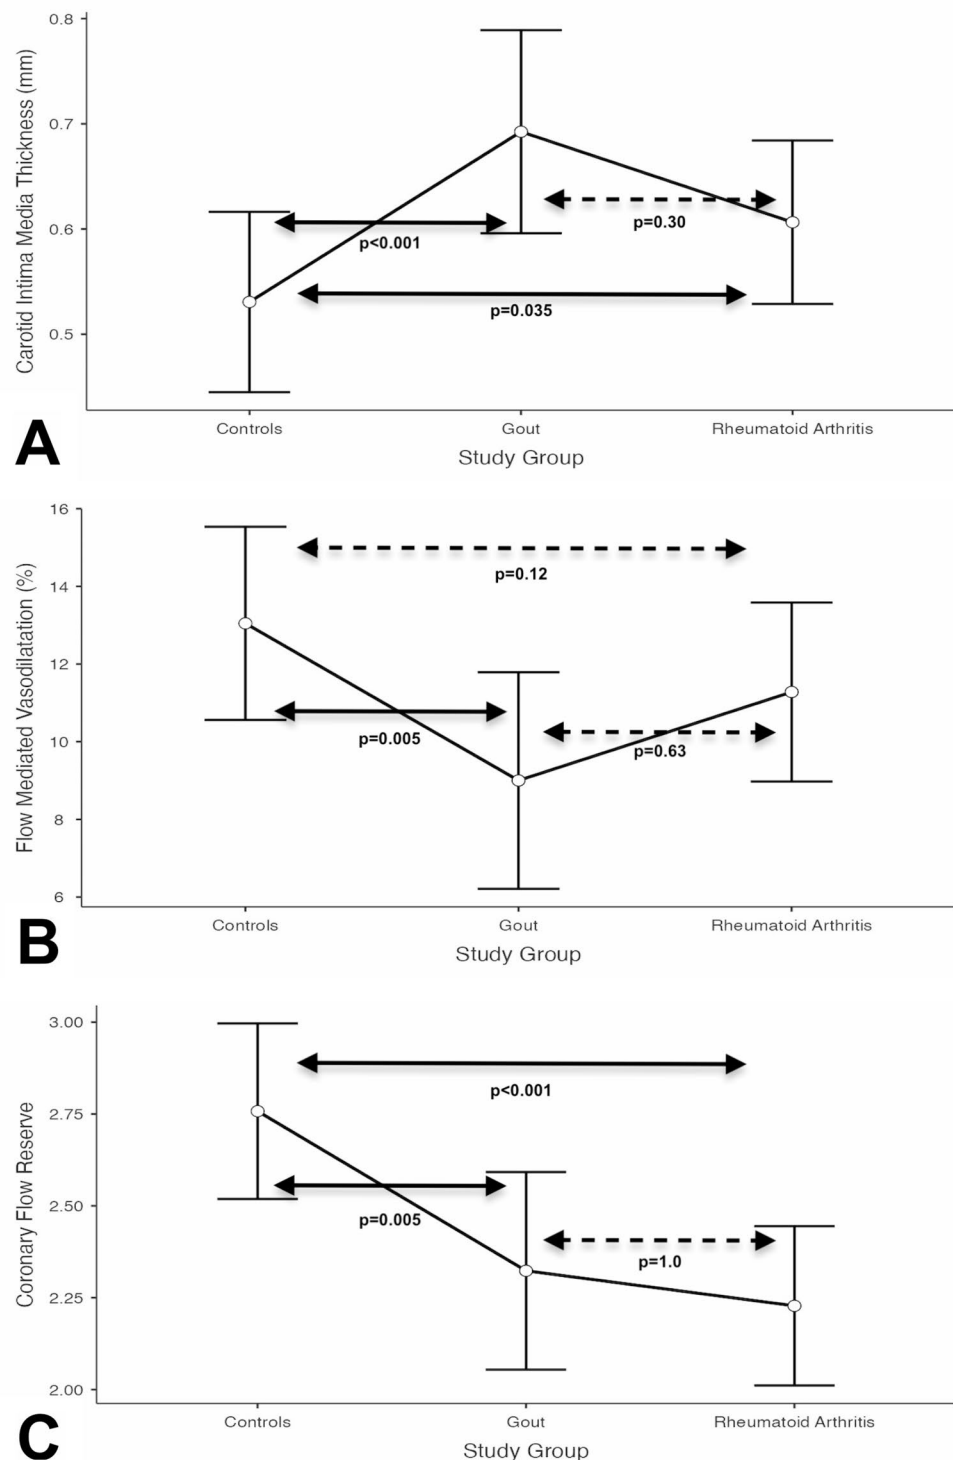 0.8
0.7
0.6
0.5
Carotid Intima Media Thickness (mm)
p<0.001
p=0.30
p=0.035
Controls
Gout
Rheumatoid Arthritis
Study Group
A
16
14
12
10
8
6
Flow Mediated Vasodilatation (%)
p=0.12
p=0.005
p=0.63
Controls
Gout
Rheumatoid Arthritis
Study Group
B
3.00
2.75
2.50
2.25
2.00
Coronary Flow Reserve
p<0.001
p=0.005
p=1.0
Controls
Gout
Rheumatoid Arthritis
Study Group
C